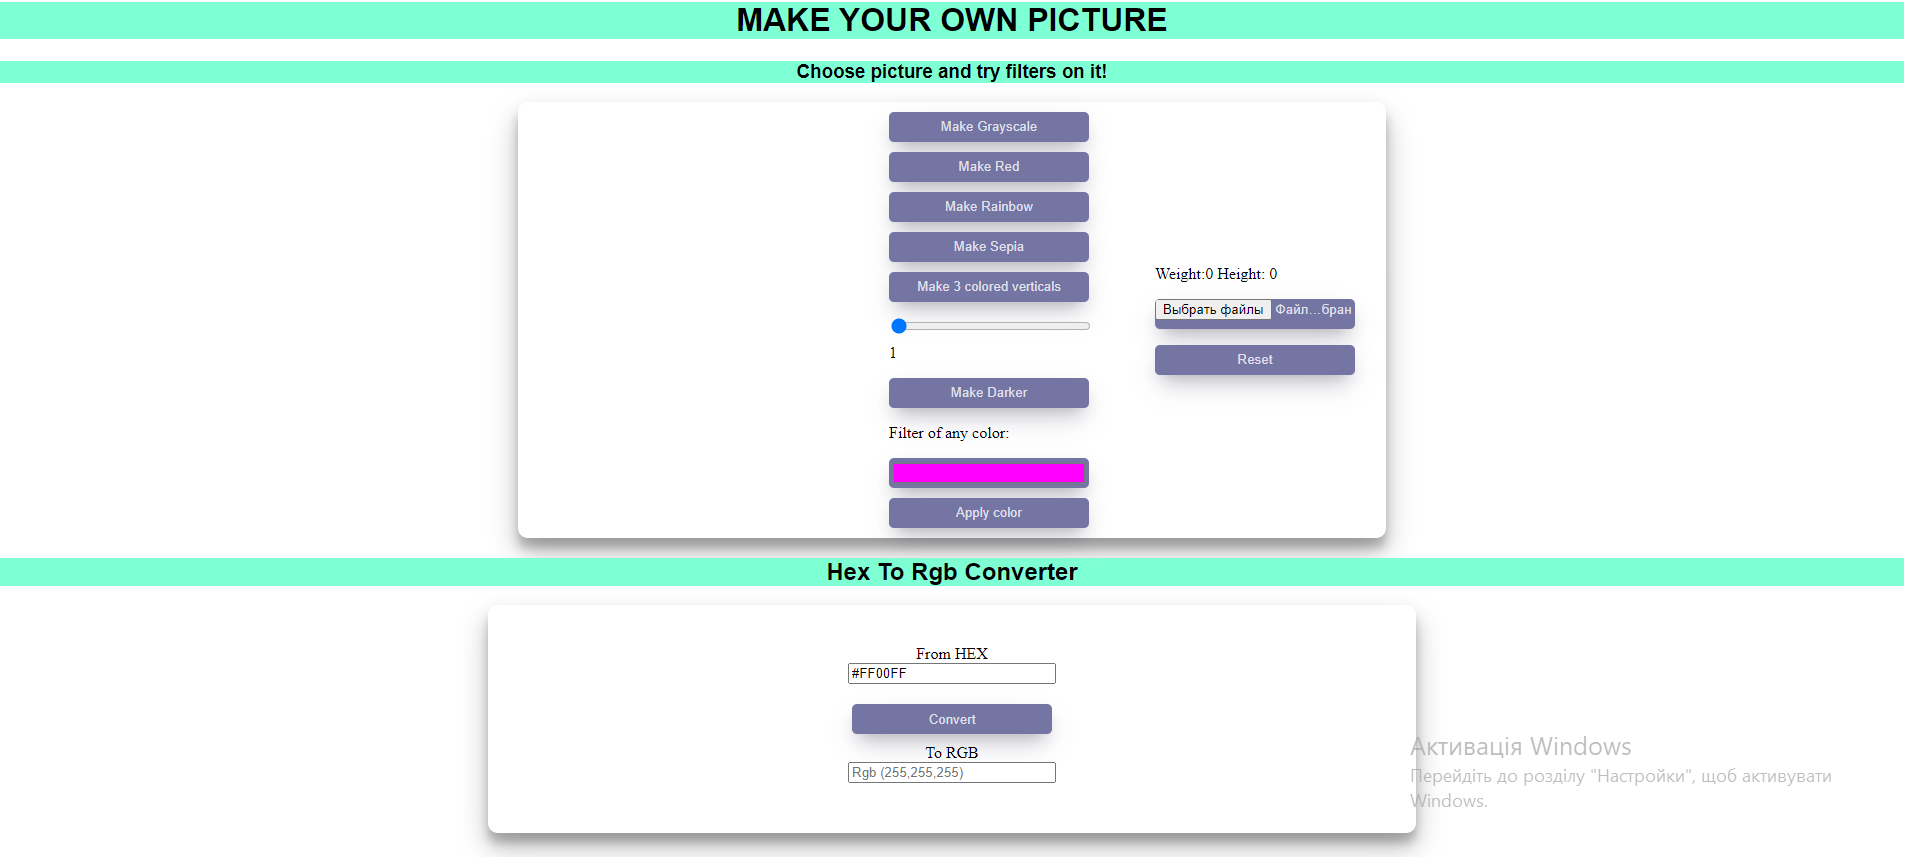 MAKE YOUR OWN PICTURE
Choose picture and try filters on it!
Make Grayscale
Make Red
Make Rainbow
Make Sepia
Make 3 colored verticals
1
Make Darker
Filter of any color:
Apply color
Weight:0 Height: 0
Выбрать файлы Файл...бран
Reset
Hex To Rgb Converter
From HEX
#FF00FF
Convert
To RGB
Rgb (255,255,255)
Активація Windows
Перейдіть до розділу "Настройки", щоб активувати
Windows.